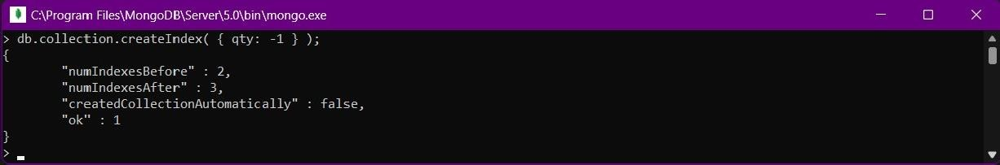 C:\Program Files\MongoDB\Server\5.0\bin\mongo.exe
> db.collection.createIndex( { qty: -1 } );
{
        "numIndexesBefore" : 2,
        "numIndexesAfter" : 3,
        "createdCollectionAutomatically" : false,
        "ok" : 1
}
>